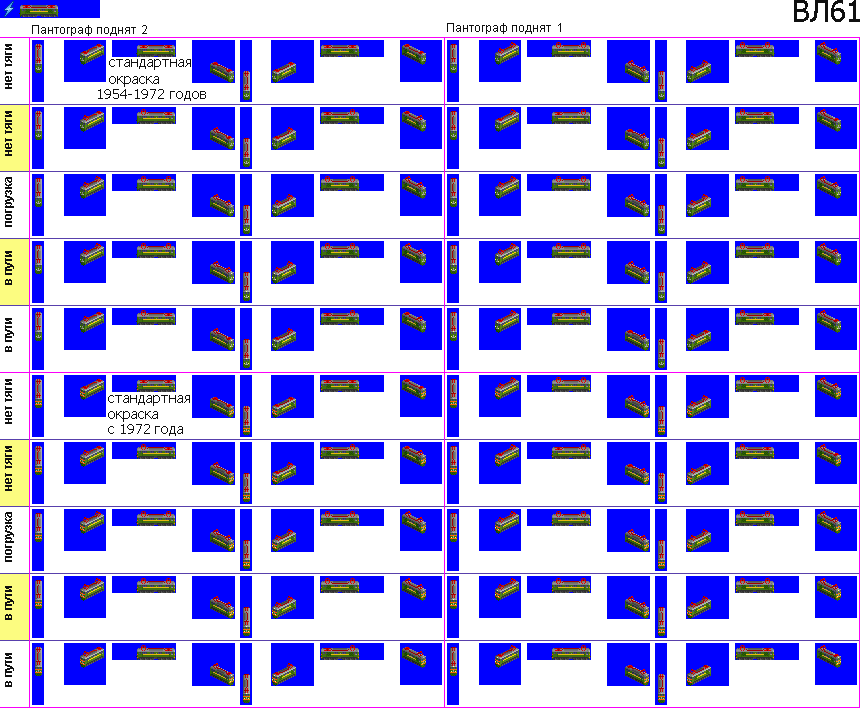 ВЛ61
Пантограф поднят 2
Пантограф поднят 1
нет тяги
стандартная
окраска
1954-1972 годов
нет тяги
погрузка
в пути
в пути
нет тяги
стандартная
окраска
с 1972 года
нет тяги
погрузка
в пути
в пути